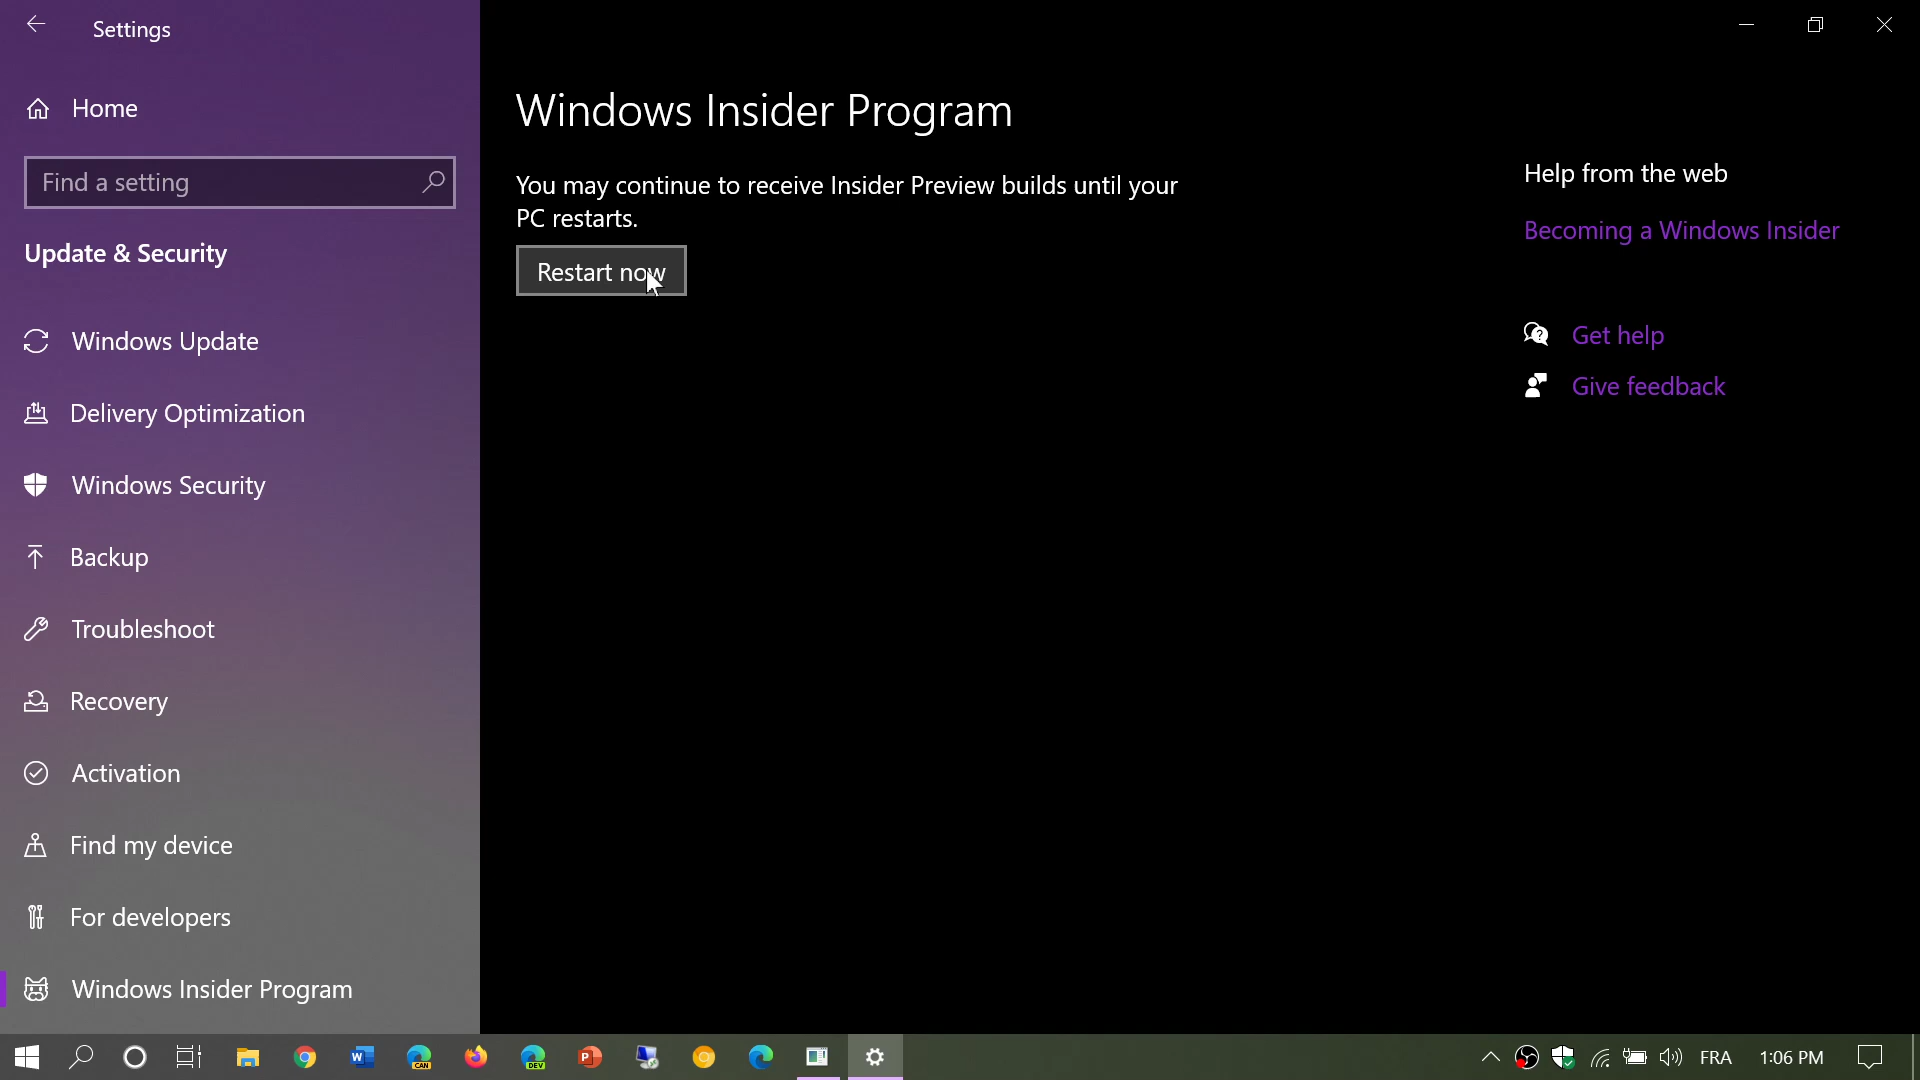 Settings
Home
Find a setting
Update & Security
Windows Update
Delivery Optimization
Windows Security
Backup
Troubleshoot
Recovery
Activation
Find my device
For developers
Windows Insider Program
Windows Insider Program
You may continue to receive Insider Preview builds until your
PC restarts.
Restart now
Help from the web
Becoming a Windows Insider
Get help
Give feedback
W
CAN
DEV
P
FRA
1:06 PM